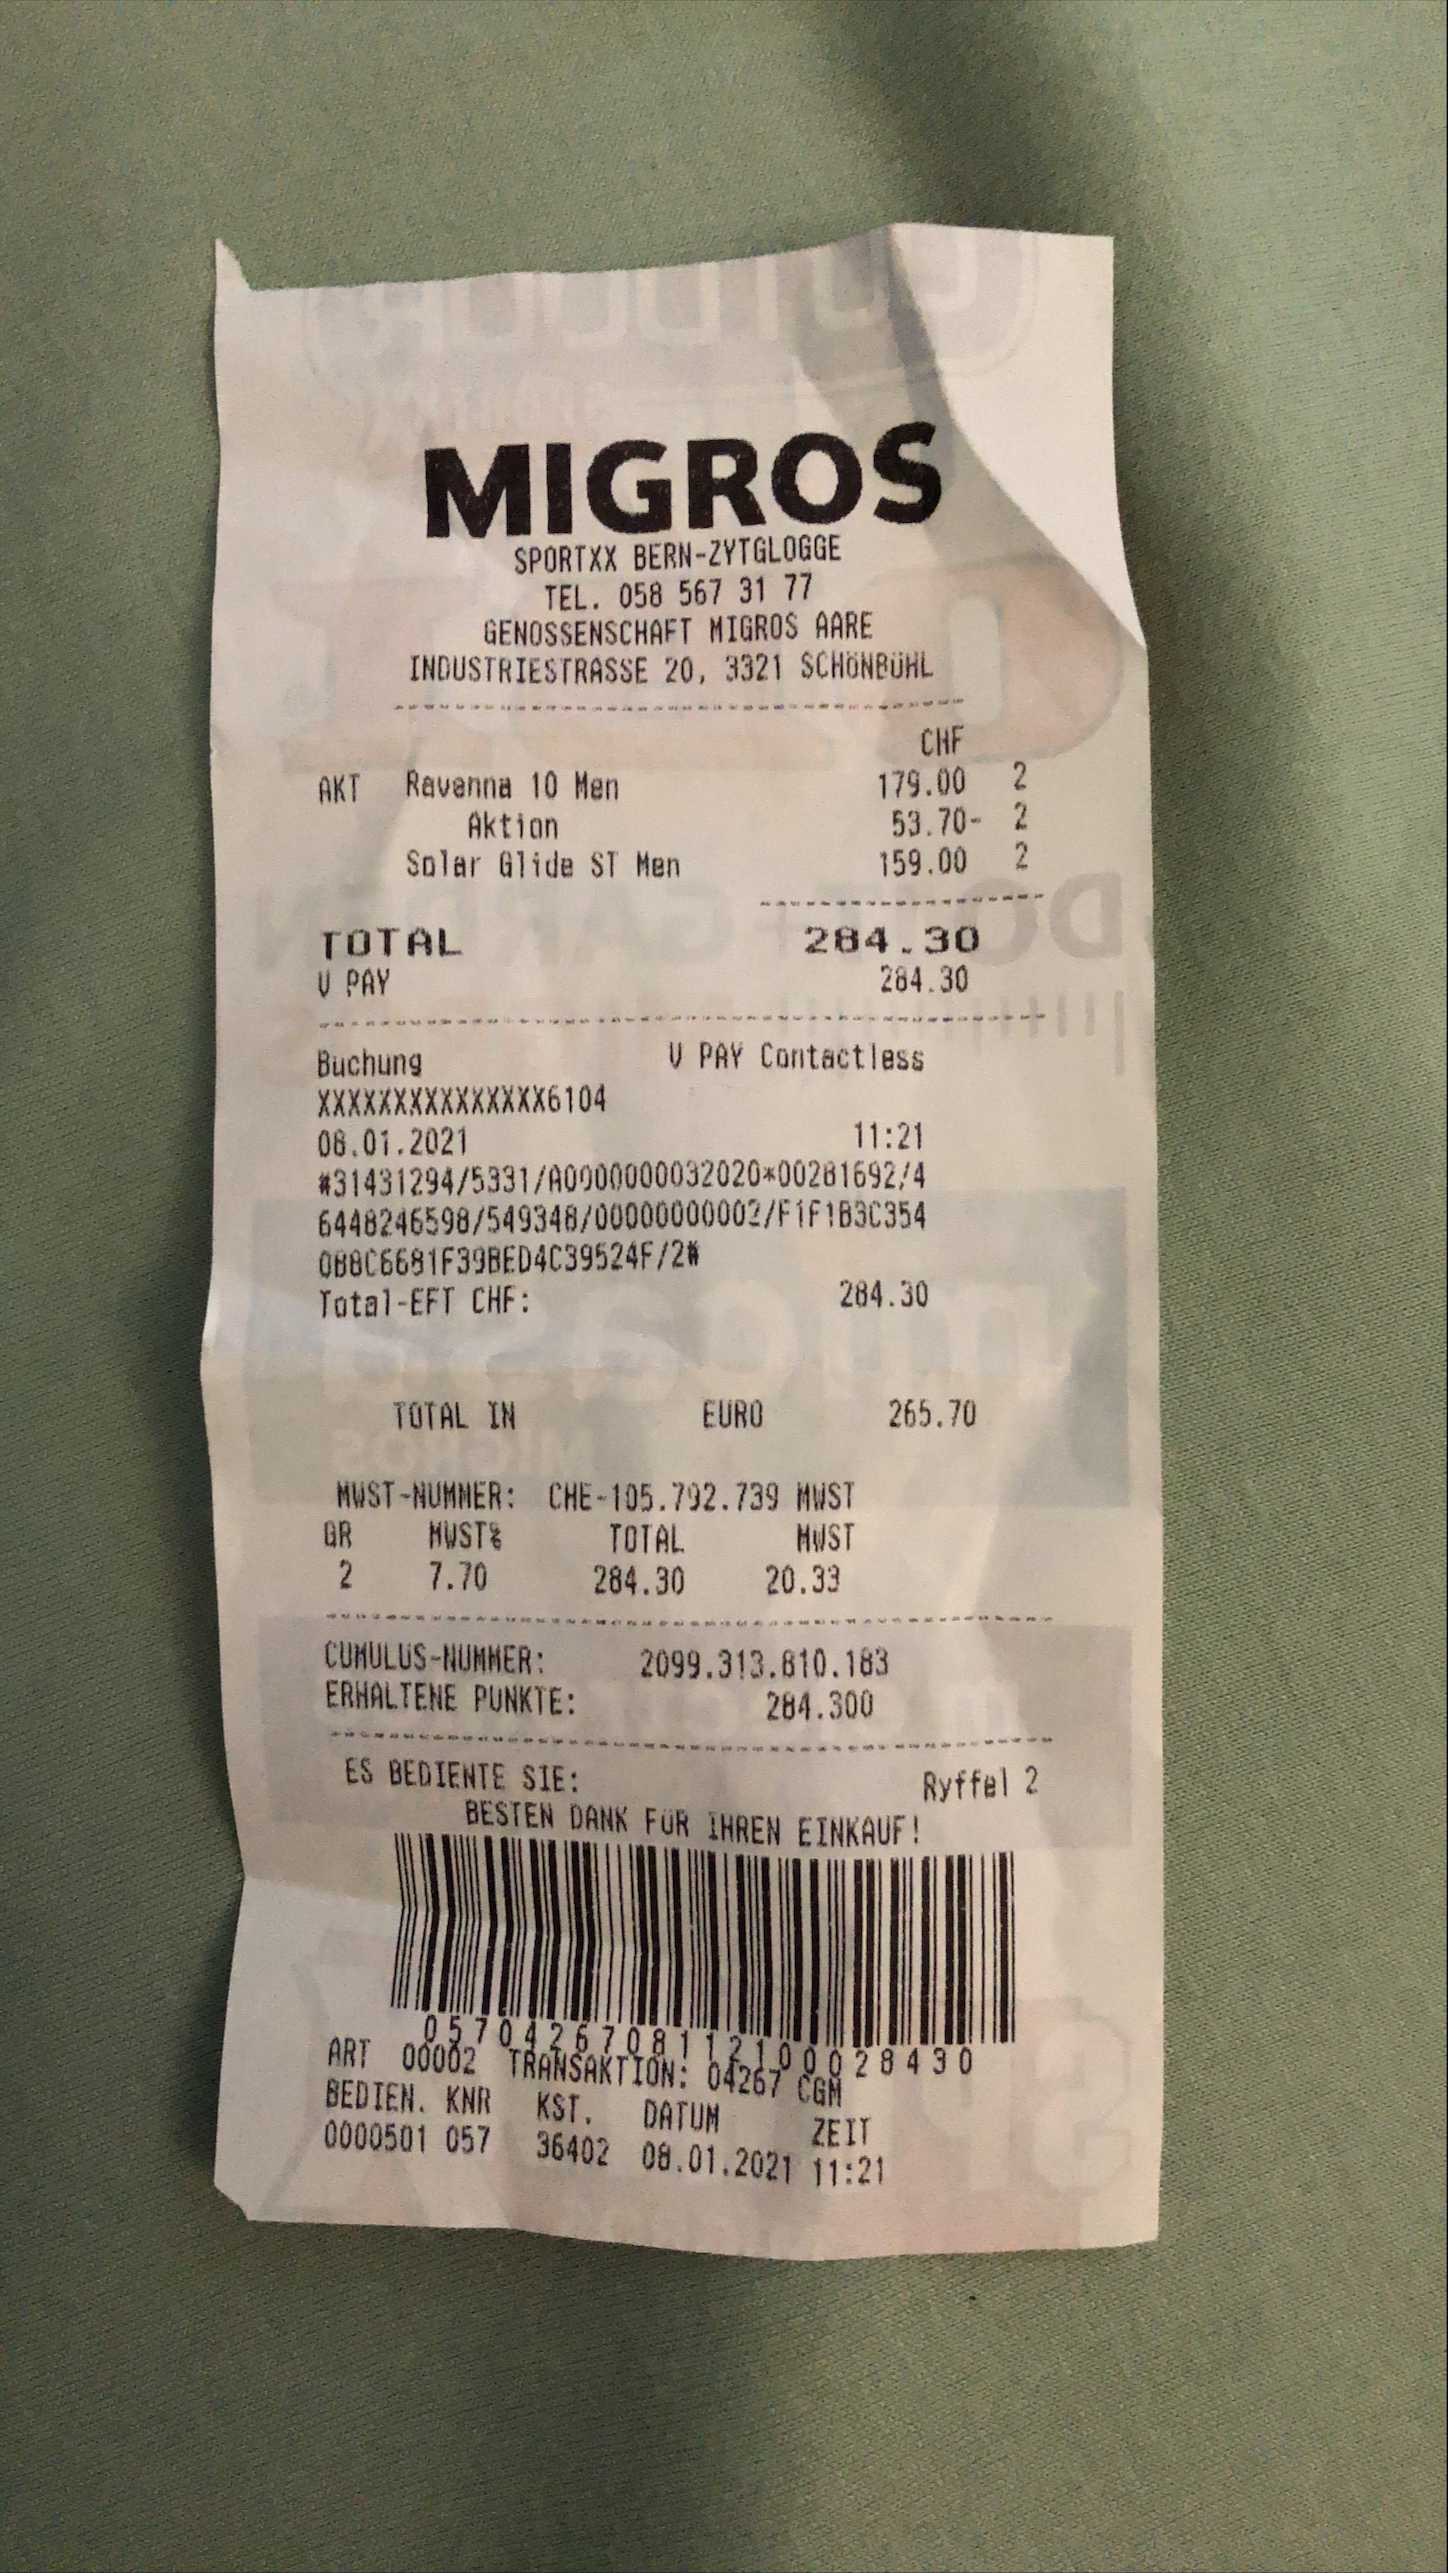 MIGROS
SPORTXX BERN-ZYTGLOGGE
TEL. 058 567 31 77
GENOSSENSCHAFT MIGROS AARE
INDUSTRIESTRASSE 20, 3321 SCHÖNBÜHL
CHF
AKT Ravenna 10 Men 179.00 2
Aktion 53.70- 2
Solar Glide ST Men 159.00 2
TOTAL 284.30
V PAY 284.30
Buchung V PAY Contactless
XXXXXXXXXXXXXXX6104
08.01.2021 11:21
#31431294/5331/A0000000032020*00281692/4
6448246598/549348/00000000002/F1F1B3C354
0B8C6681F39BED4C39524F/2#
Total-EFT CHF: 284.30
TOTAL IN EURO 265.70
MWST-NUMMER: CHE-105.792.739 MWST
GR MWST% TOTAL MWST
2 7.70 284.30 20.33
CUMULUS-NUMMER: 2099.313.810.183
ERHALTENE PUNKTE: 284.300
ES BEDIENTE SIE: Ryffel 2
BESTEN DANK FÜR IHREN EINKAUF!
0570426708112100028430
ART 00002 TRANSAKTION: 04267 CGM
BEDIEN. KNR KST. DATUM ZEIT
0000501 057 36402 08.01.2021 11:21